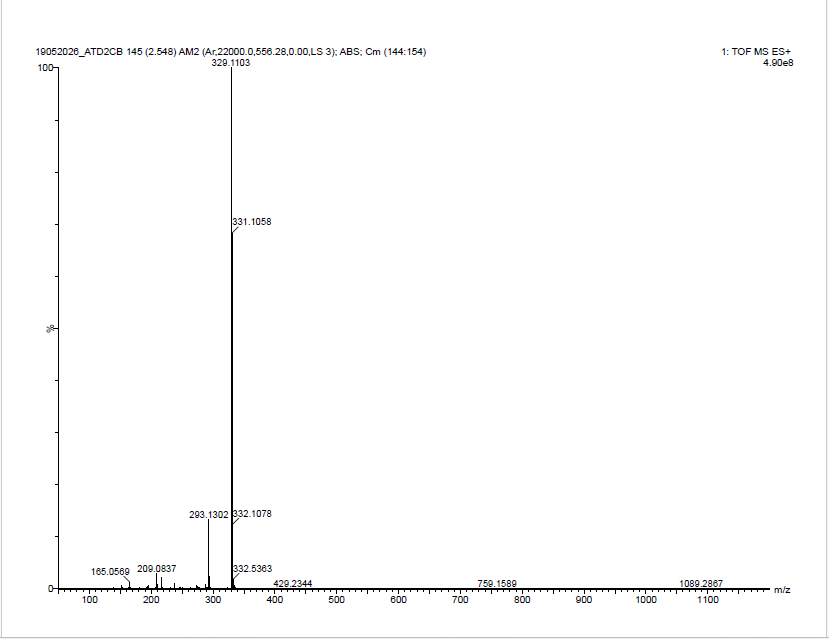 19052026_ATD2CB 145 (2.548) AM2 (Ar,22000.0,556.28,0.00,LS 3); ABS; Cm (144:154)
1: TOF MS ES+
4.90e8
100
329.1103
331.1058
%
293.1302
332.1078
165.0569
209.0837
332.5363
429.2344
759.1589
1089.2867
0
m/z
100 200 300 400 500 600 700 800 900 1000 1100